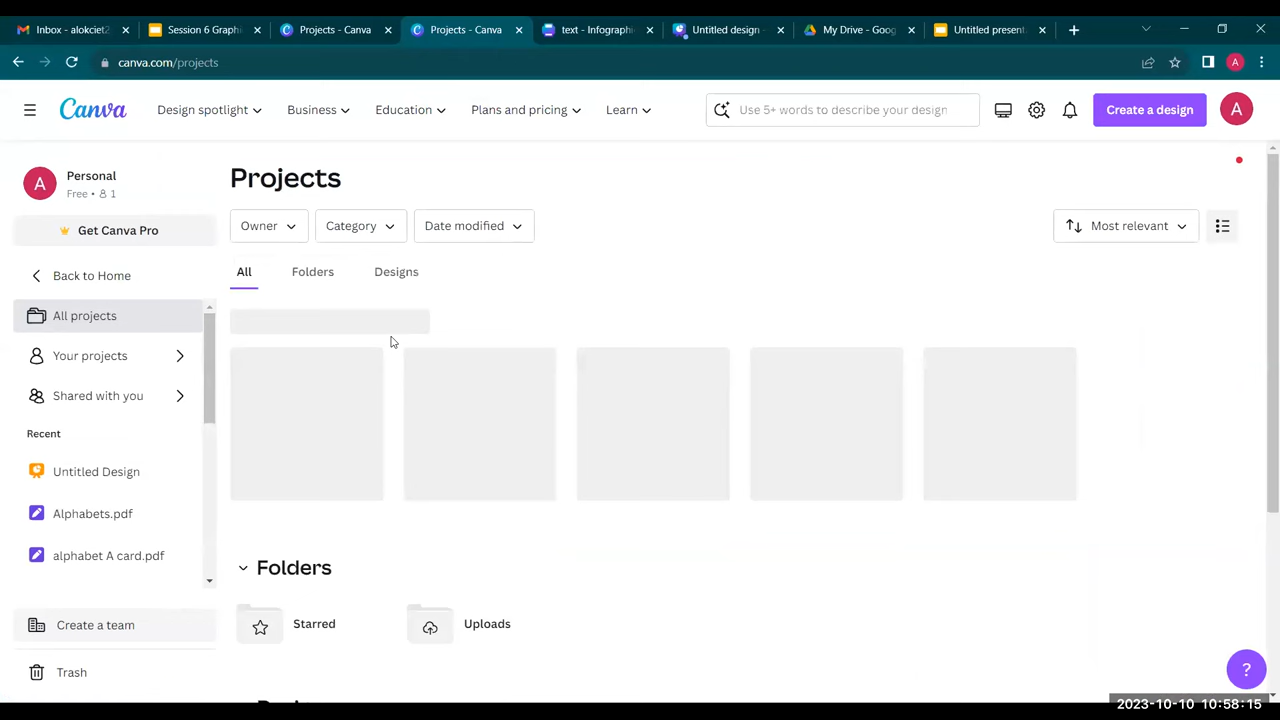 Inbox - alokciet2
Session 6 Graphi
Projects - Canva
Projects - Canva
text - Infographi
Untitled design -
My Drive - Goog
Untitled present
canva.com/projects
A
Canva
Design spotlight
Business
Education
Plans and pricing
Learn
Use 5+ words to describe your design
Create a design
A
A
Personal
Free • 1
Get Canva Pro
Back to Home
All projects
Your projects
Shared with you
Recent
Untitled Design
Alphabets.pdf
alphabet A card.pdf
Create a team
Trash
Projects
Owner
Category
Date modified
Most relevant
All
Folders
Designs
Folders
Starred
Uploads
?
2023-10-10 10:58:15